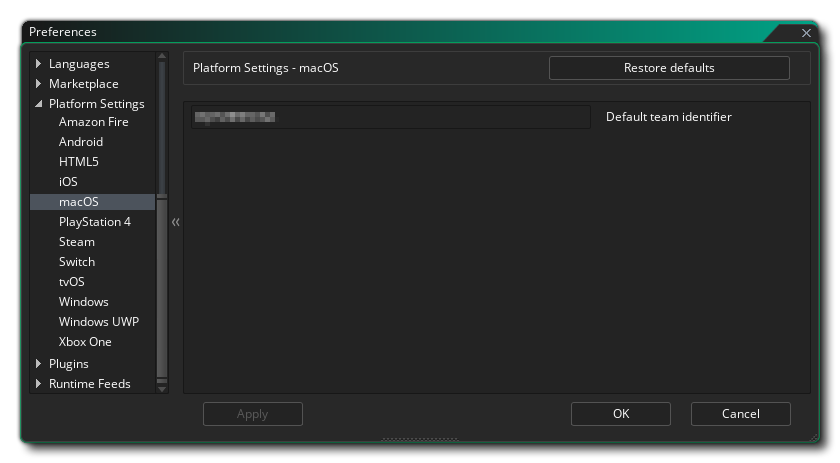 Preferences
Languages
Marketplace
Platform Settings
Amazon Fire
Android
HTML5
iOS
macOS
PlayStation 4
Steam
Switch
tvOS
Windows
Windows UWP
Xbox One
Plugins
Runtime Feeds
Platform Settings - macOS
Restore defaults
Default team identifier
Apply
OK
Cancel